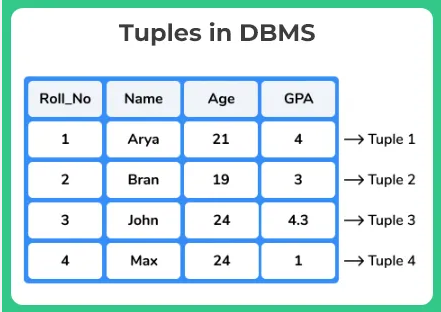 Tuples in DBMS
Roll_No Name Age GPA
1 Arya 21 4 → Tuple 1
2 Bran 19 3 → Tuple 2
3 John 24 4.3 → Tuple 3
4 Max 24 1 → Tuple 4